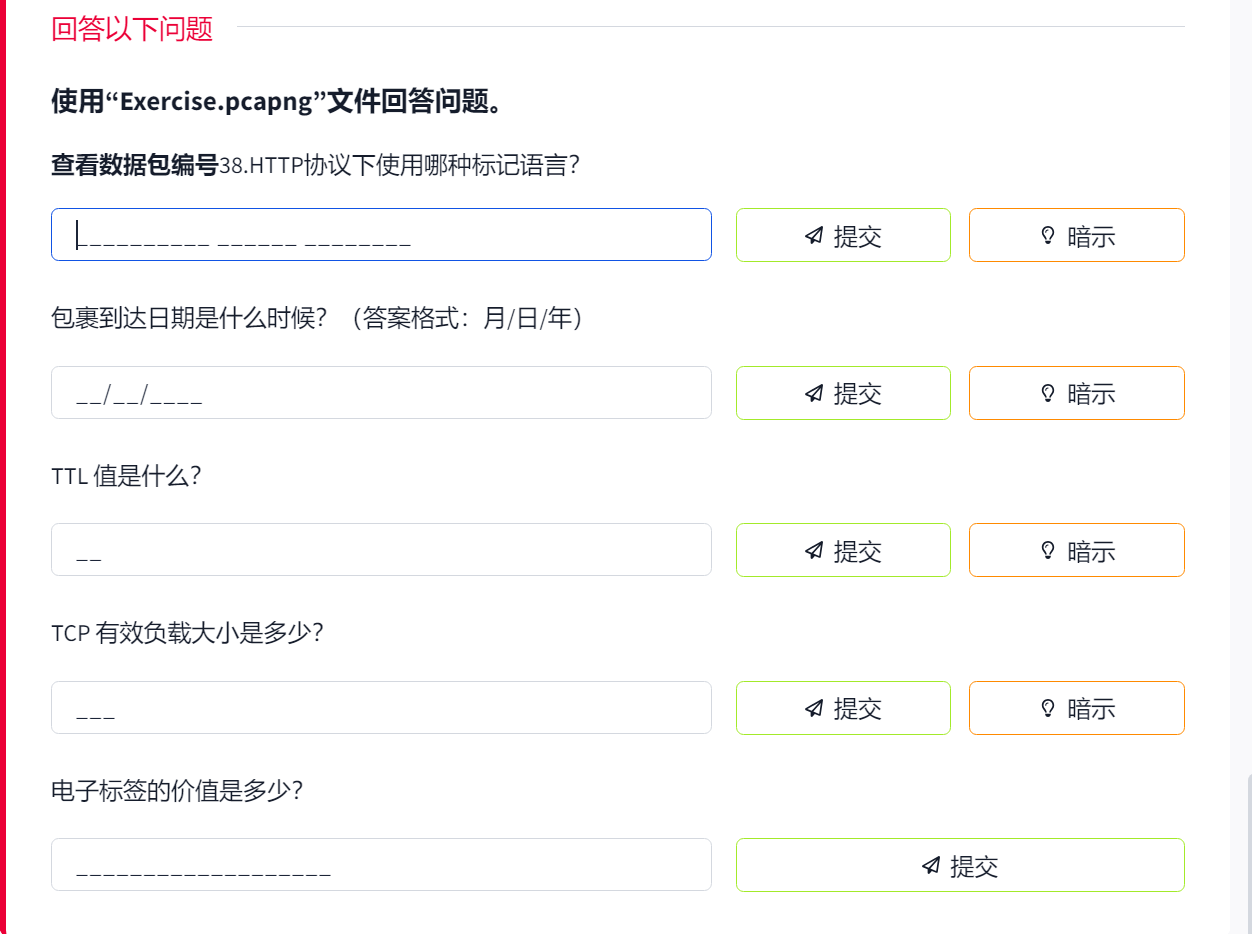 回答以下问题
使用“Exercise.pcapng”文件回答问题。
查看数据包编号38.HTTP协议下使用哪种标记语言？
__________ ______ ________
提交
暗示
包裹到达日期是什么时候？（答案格式：月/日/年）
__/__/____
提交
暗示
TTL 值是什么？
__
提交
暗示
TCP 有效负载大小是多少？
___
提交
暗示
电子标签的价值是多少？
___________________
提交